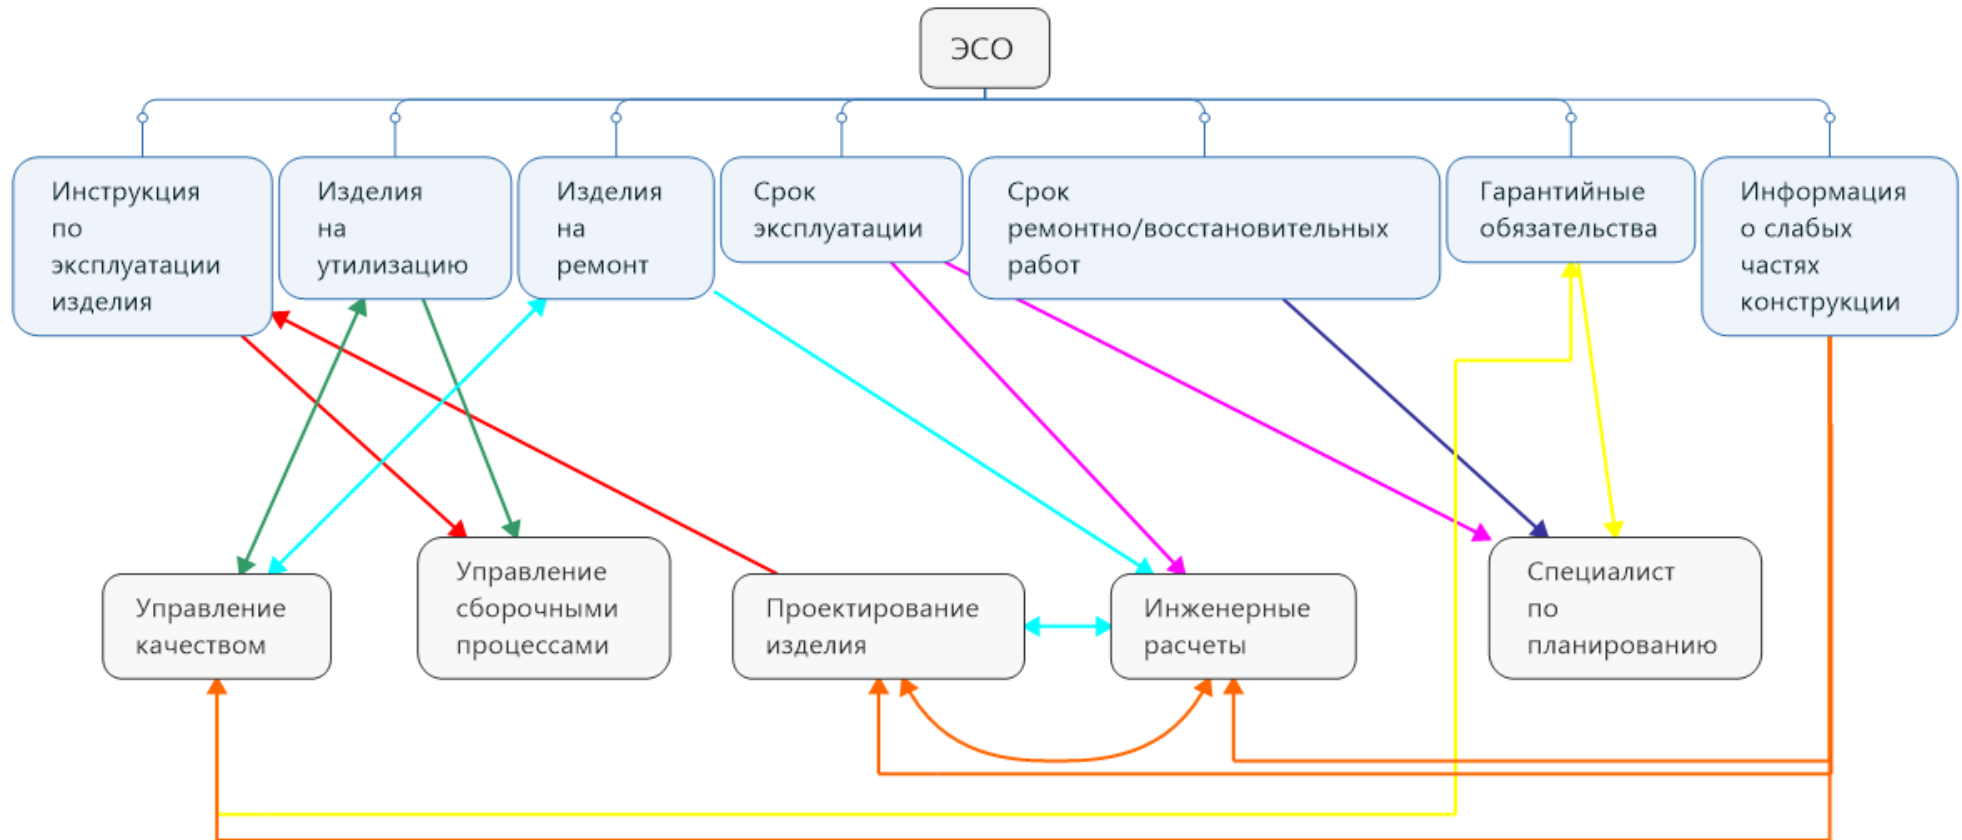 ЭСО
Инструкция
по
эксплуатации
изделия
Изделия
на
утилизацию
Изделия
на
ремонт
Срок
эксплуатации
Срок
ремонтно/восстановительных
работ
Гарантийные
обязательства
Информация
о слабых
частях
конструкции
Управление
качеством
Управление
сборочными
процессами
Проектирование
изделия
Инженерные
расчеты
Специалист
по
планированию